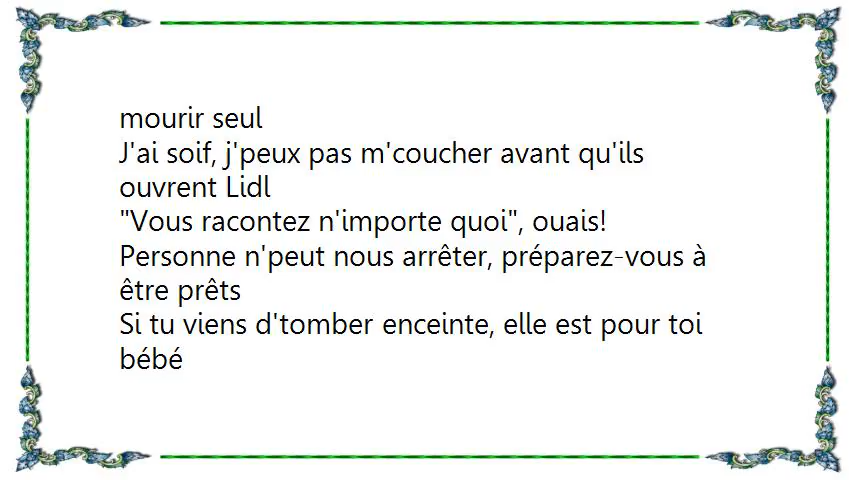 mourir seul
J'ai soif, j'peux pas m'coucher avant qu'ils
ouvrent Lidl
"Vous racontez n'importe quoi", ouais!
Personne n'peut nous arrêter, préparez-vous à
être prêts
Si tu viens d'tomber enceinte, elle est pour toi
bébé